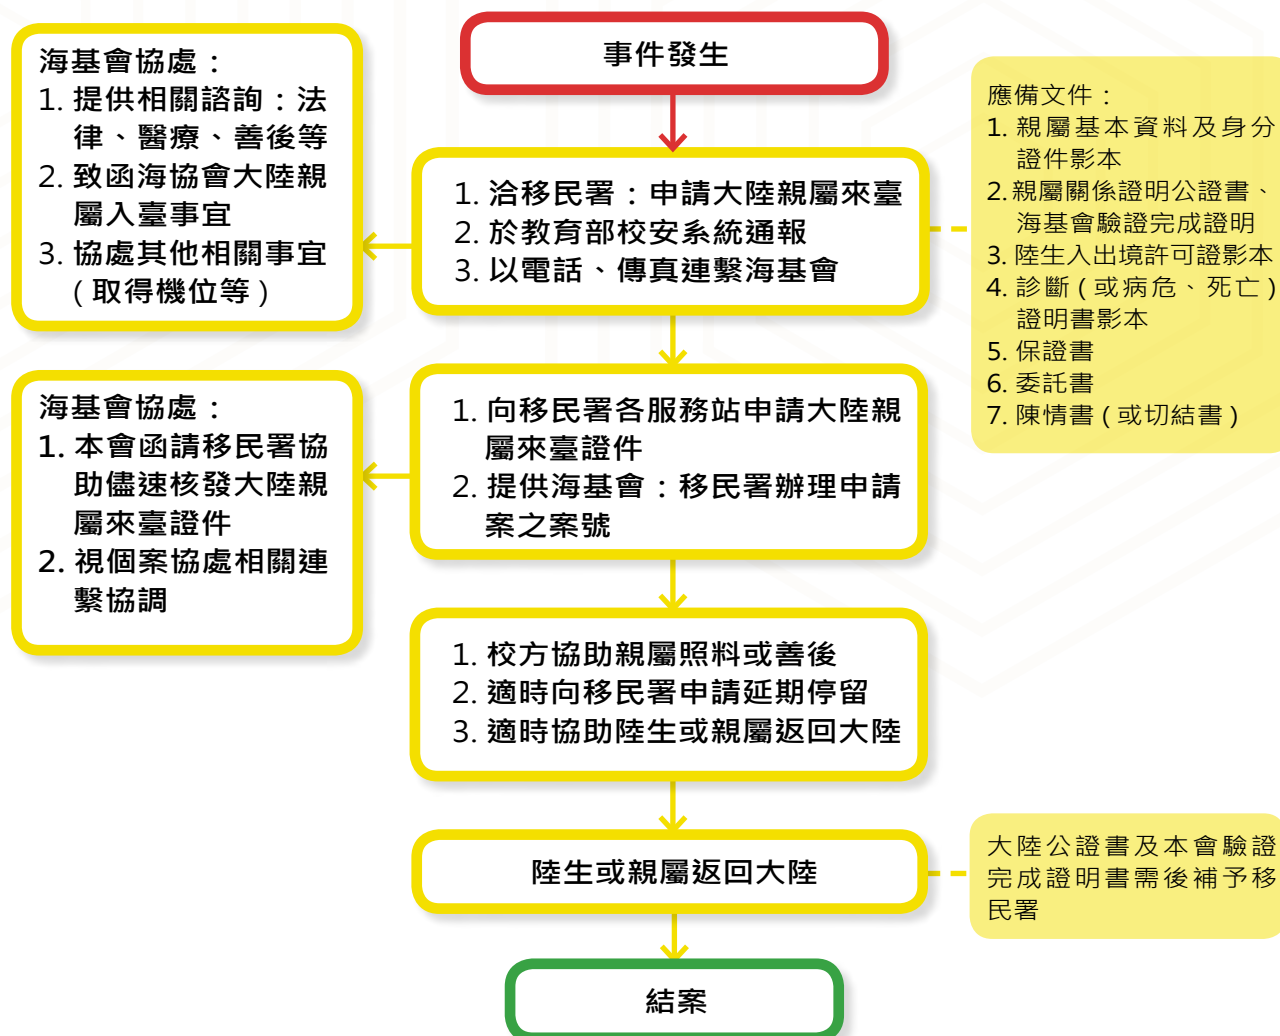 事件發生
海基會協處：
1. 提供相關諮詢：法
律、醫療、善後等
2. 致函海協會大陸親
屬入臺事宜
3. 協處其他相關事宜
(取得機位等)
1. 洽移民署：申請大陸親屬來臺
2. 於教育部校安系統通報
3. 以電話、傳真連繫海基會
應備文件：
1. 親屬基本資料及身分
證件影本
2. 親屬關係證明公證書、
海基會驗證完成證明
3. 陸生入出境許可證影本
4. 診斷(或病危、死亡)
證明書影本
5. 保證書
6. 委託書
7. 陳情書(或切結書)
海基會協處：
1. 本會函請移民署協
助儘速核發大陸親
屬來臺證件
2. 視個案協處相關連
繫協調
1. 向移民署各服務站申請大陸親
屬來臺證件
2. 提供海基會：移民署辦理申請
案之案號
1. 校方協助親屬照料或善後
2. 適時向移民署申請延期停留
3. 適時協助陸生或親屬返回大陸
陸生或親屬返回大陸
大陸公證書及本會驗證
完成證明書需後補予移
民署
結案